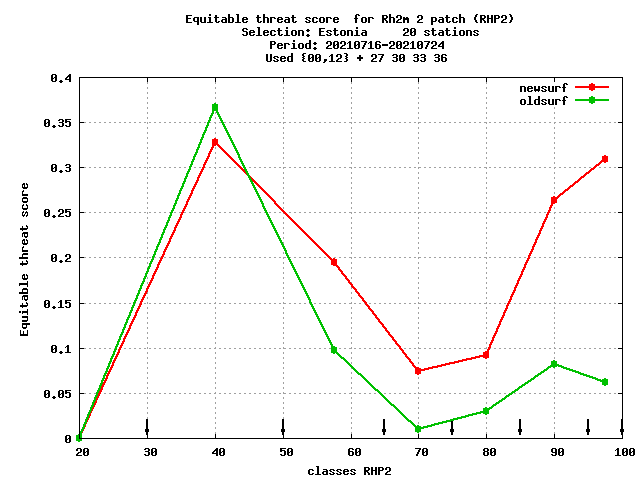 Equitable threat score  for Rh2m 2 patch (RHP2)
Selection: Estonia     20 stations
Period: 20210716-20210724
Used {00,12} + 27 30 33 36
newsurf
oldsurf
Equitable threat score
0.4
0.35
0.3
0.25
0.2
0.15
0.1
0.05
0
20 30 40 50 60 70 80 90 100
classes RHP2